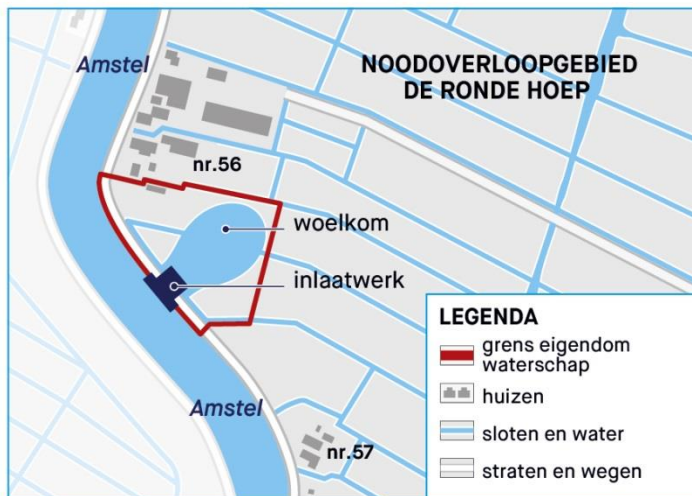 Amstel
NOODOVERLOOPGEBIED
DE RONDE HOEP
nr.56
woelkom
inlaatwerk
Amstel
nr.57
LEGENDA
grens eigendom
waterschap
huizen
sloten en water
straten en wegen